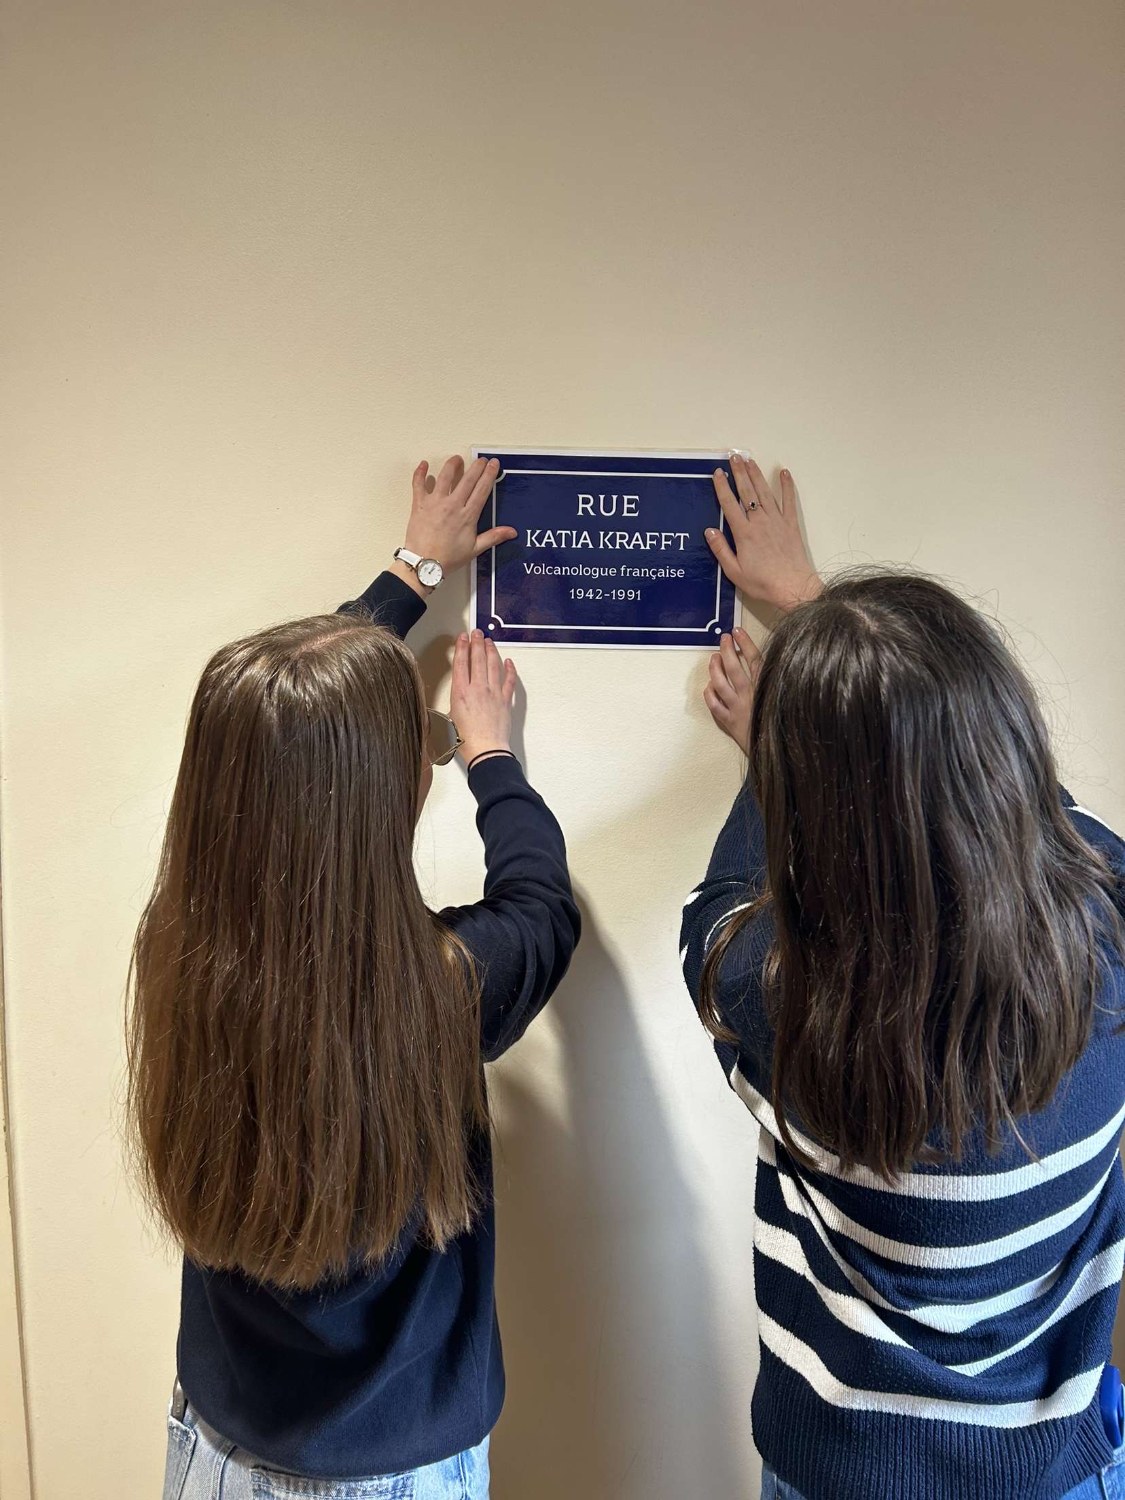 RUE
KATIA KRAFFT
Volcanologue française
1942-1991